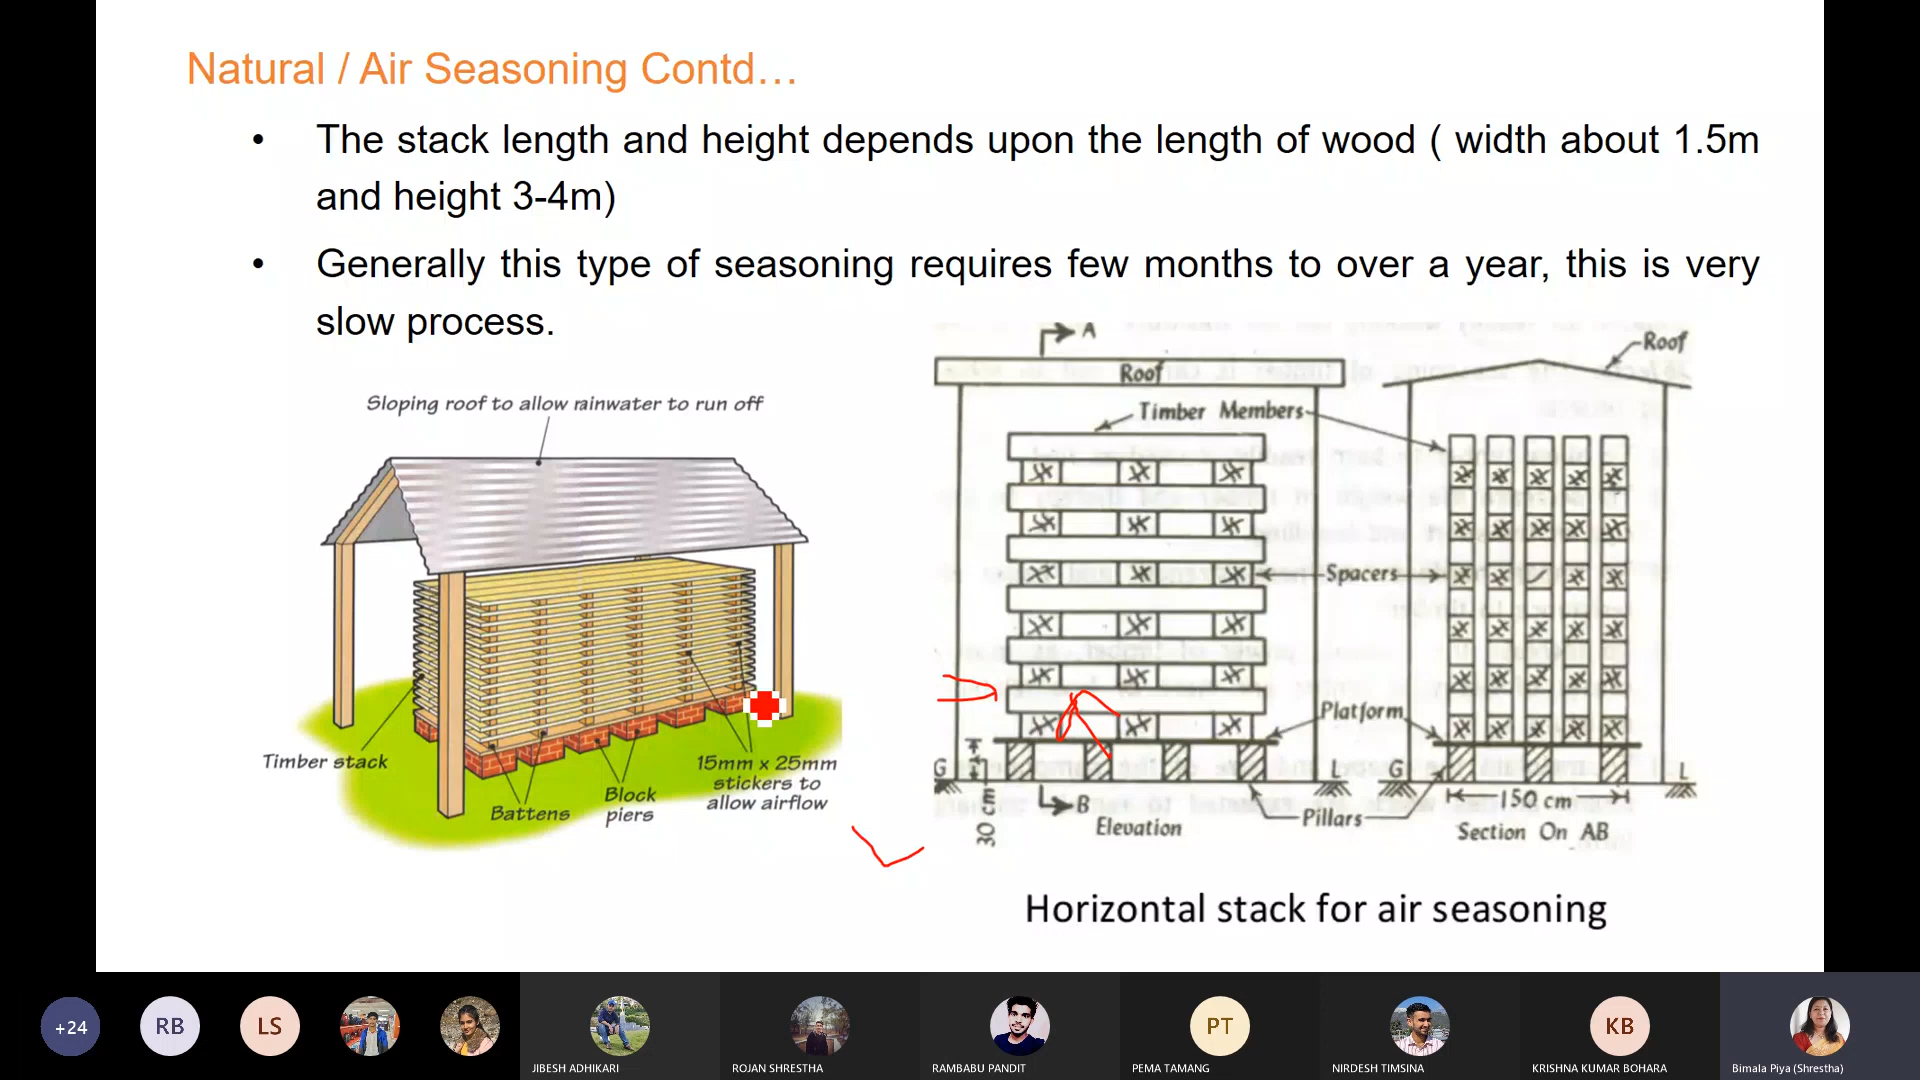 Natural / Air Seasoning Contd…
• The stack length and height depends upon the length of wood ( width about 1.5m
and height 3-4m)
• Generally this type of seasoning requires few months to over a year, this is very
slow process.
Sloping roof to allow rainwater to run off
Timber stack
Battens
Block
piers
15mm x 25mm
stickers to
allow airflow
A
Roof
Roof
Timber Members
Spacers
Platform
G
L
G
L
30 cm
B
Elevation
Pillars
150 cm
Section On AB
Horizontal stack for air seasoning
+24
RB
LS
PT
KB
JIBESH ADHIKARI
ROJAN SHRESTHA
RAMBABU PANDIT
PEMA TAMANG
NIRDESH TIMSINA
KRISHNA KUMAR BOHARA
Bimala Piya (Shrestha)